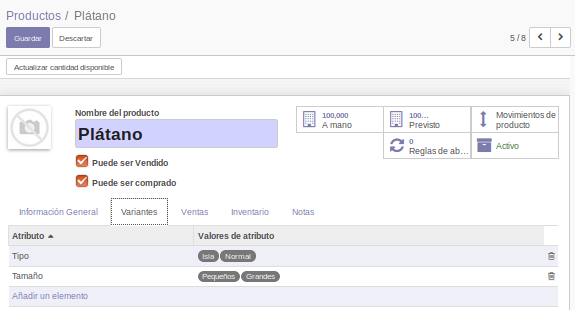 Productos / Plátano
Guardar Descartar 5 / 8
Actualizar cantidad disponible
Nombre del producto
Plátano
Puede ser Vendido
Puede ser comprado
100,000
A mano
100...
Previsto
Movimientos de
producto
0
Reglas de ab...
Activo
Información General Variantes Ventas Inventario Notas
Atributo Valores de atributo
Tipo Isla Normal
Tamaño Pequeños Grandes
Añadir un elemento